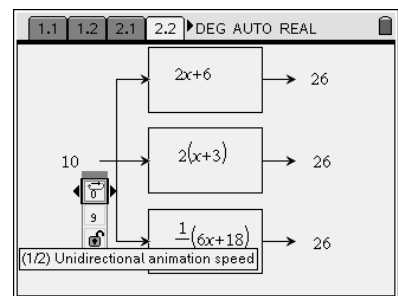 1.1 1.2 2.1 2.2 DEG AUTO REAL
2x+6 → 26
10 → 2(x+3) → 26
0
9
1/3(6x+18) → 26
(1/2) Unidirectional animation speed